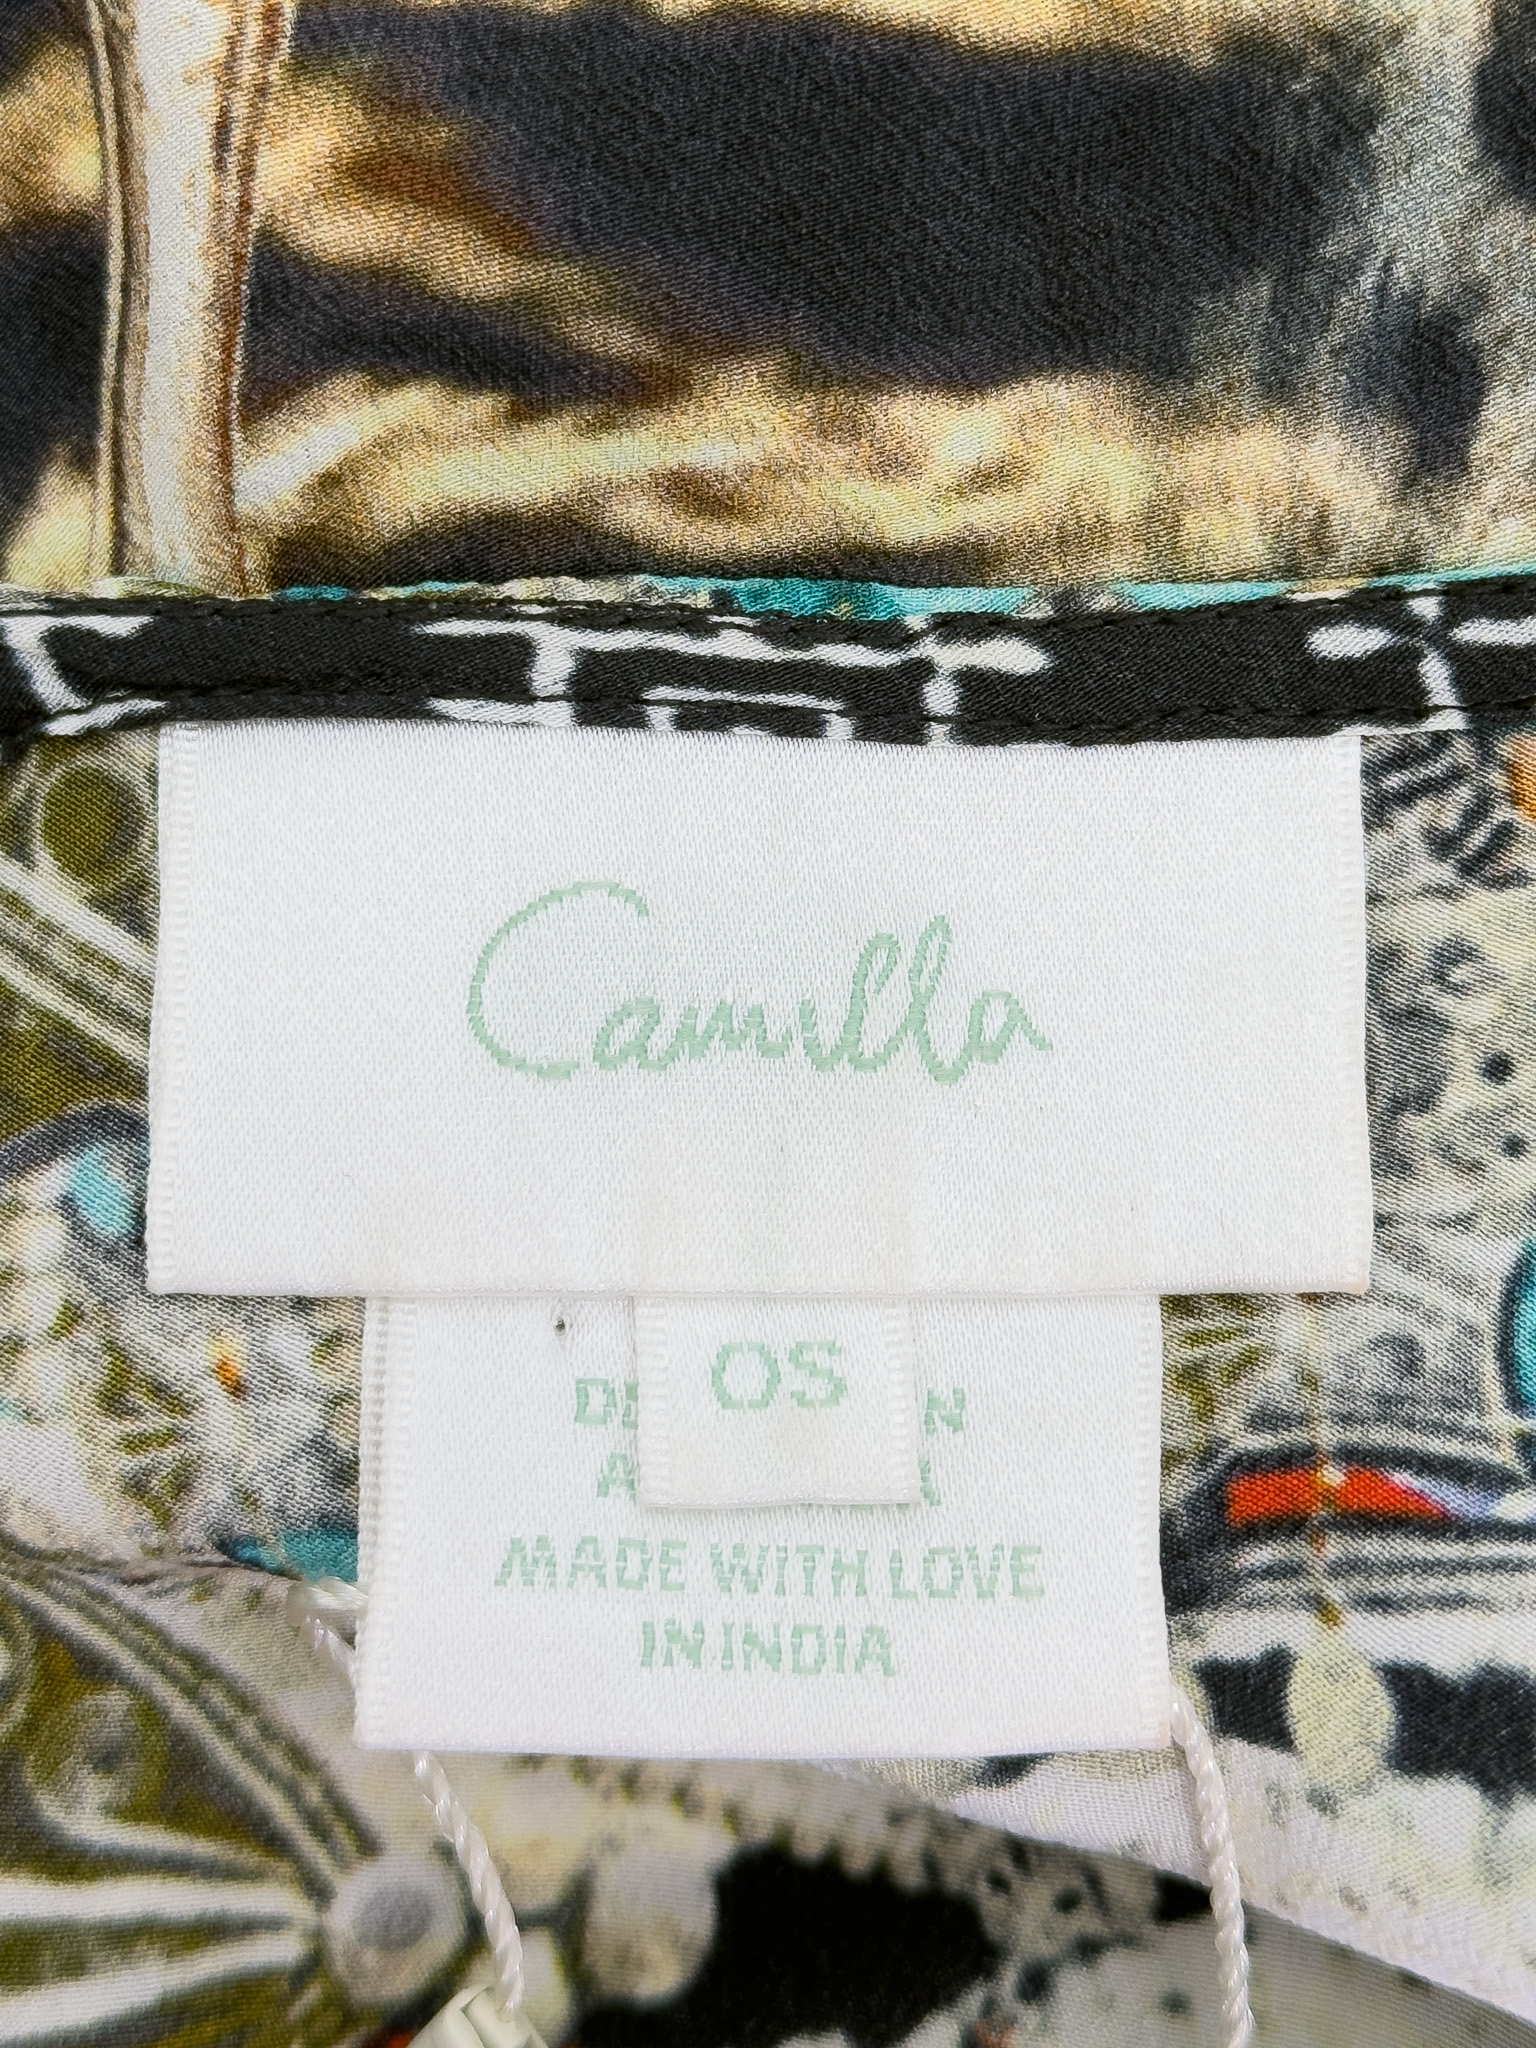 Camilla
OS
MADE WITH LOVE
IN INDIA